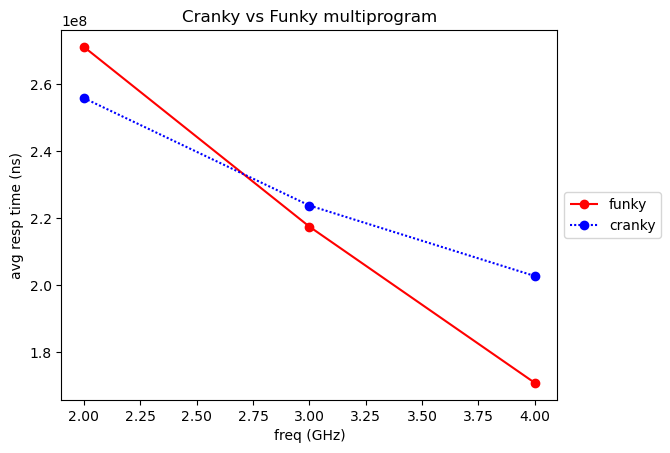 Cranky vs Funky multiprogram
1e8
2.6
2.4
2.2
2.0
1.8
avg resp time (ns)
funky
cranky
2.00 2.25 2.50 2.75 3.00 3.25 3.50 3.75 4.00
freq (GHz)